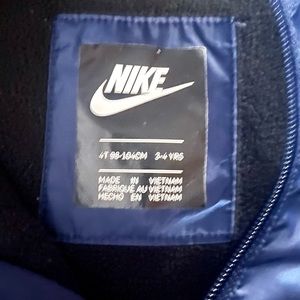 NIKE
4T 98-104CM 3-4 YRS
MADE IN VIETNAM
FABRIQUE AU VIETNAM
HECHO EN VIETNAM